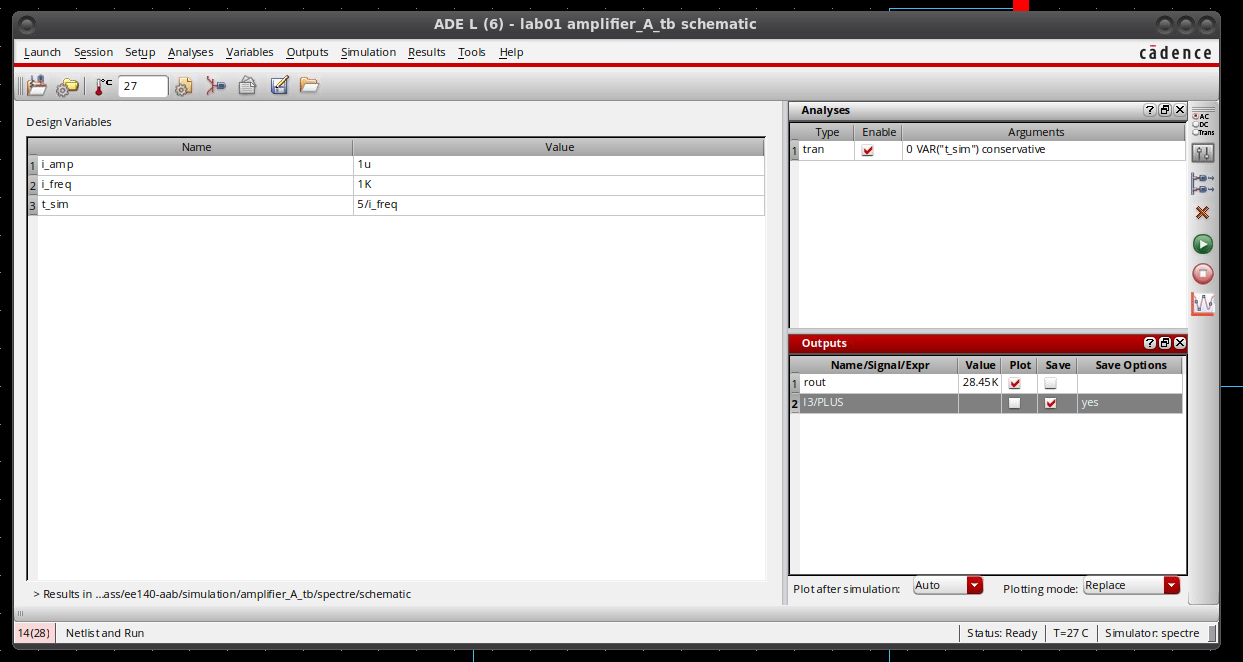 ADE L (6) - lab01 amplifier_A_tb schematic
Launch Session Setup Analyses Variables Outputs Simulation Results Tools Help
cādence
°C 27
Design Variables
Name Value
1 i_amp 1u
2 i_freq 1K
3 t_sim 5/i_freq
> Results in ...ass/ee140-aab/simulation/amplifier_A_tb/spectre/schematic
Analyses
Type Enable Arguments
1 tran 0 VAR("t_sim") conservative
AC
DC
Trans
Outputs
Name/Signal/Expr Value Plot Save Save Options
1 rout 28.45K
2 I3/PLUS yes
Plot after simulation: Auto Plotting mode: Replace
14(28) Netlist and Run Status: Ready T=27 C Simulator: spectre